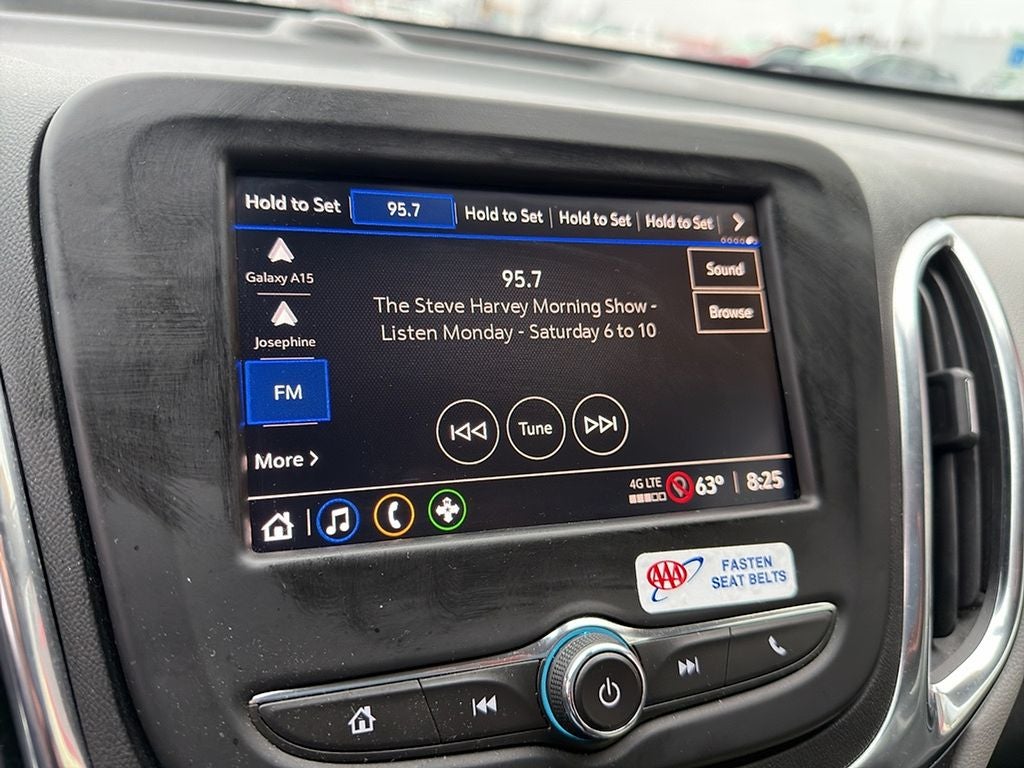 Hold to Set 95.7 Hold to Set Hold to Set Hold to Set
Galaxy A15
Josephine
FM
More
95.7
The Steve Harvey Morning Show -
Listen Monday - Saturday 6 to 10
Sound
Browse
Tune
4G LTE
63° 8:25
AAA
FASTEN
SEAT BELTS